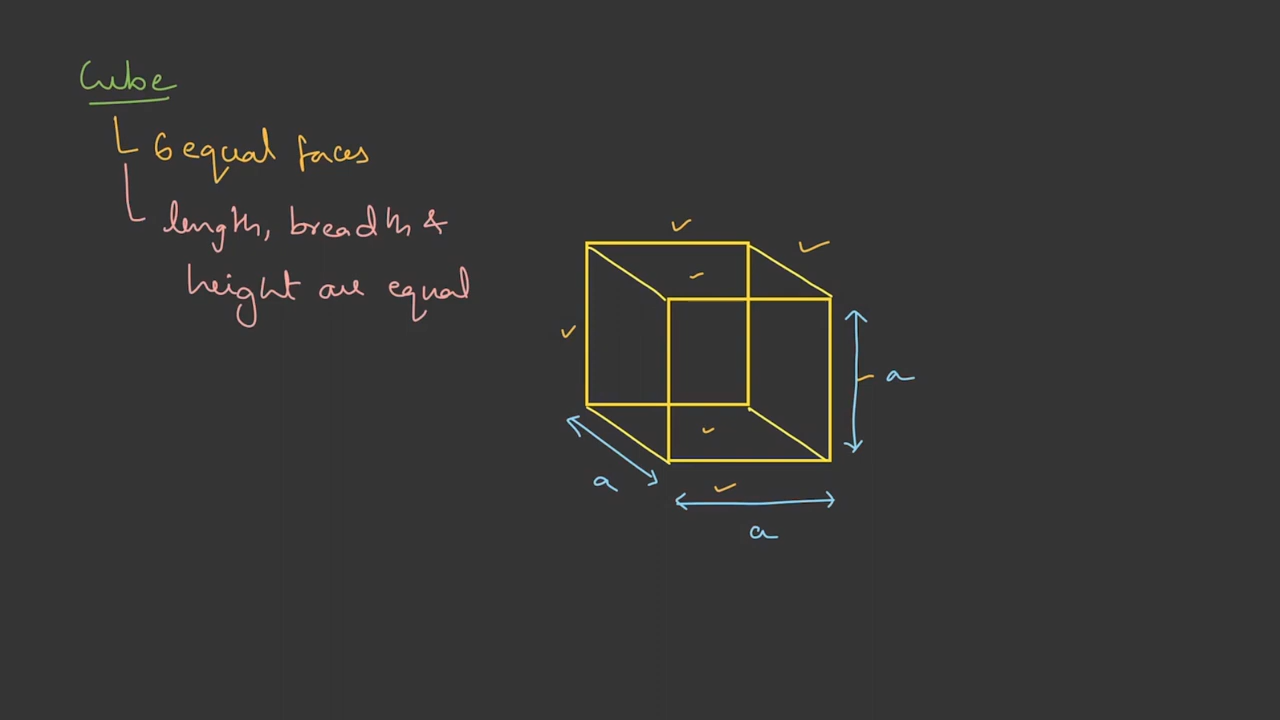 Cube
6 equal faces
length, breadth &
height are equal
a
a
a